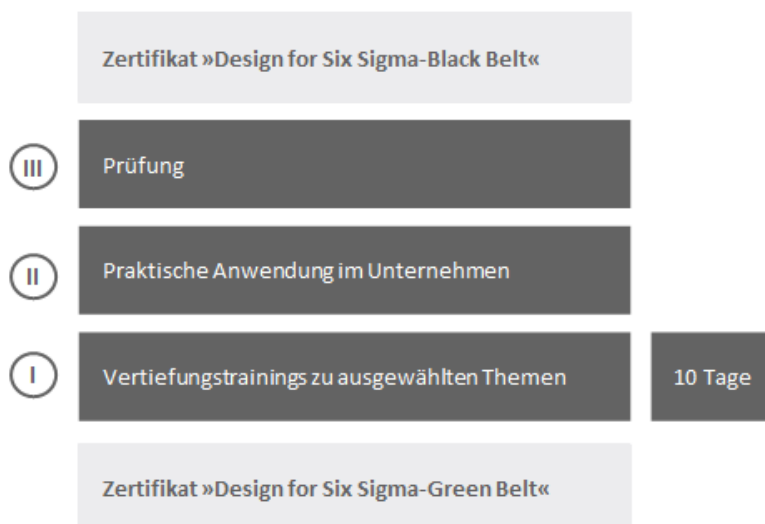 Zertifikat »Design for Six Sigma-Black Belt«
III
Prüfung
II
Praktische Anwendung im Unternehmen
I
Vertiefungstrainings zu ausgewählten Themen
10 Tage
Zertifikat »Design for Six Sigma-Green Belt«